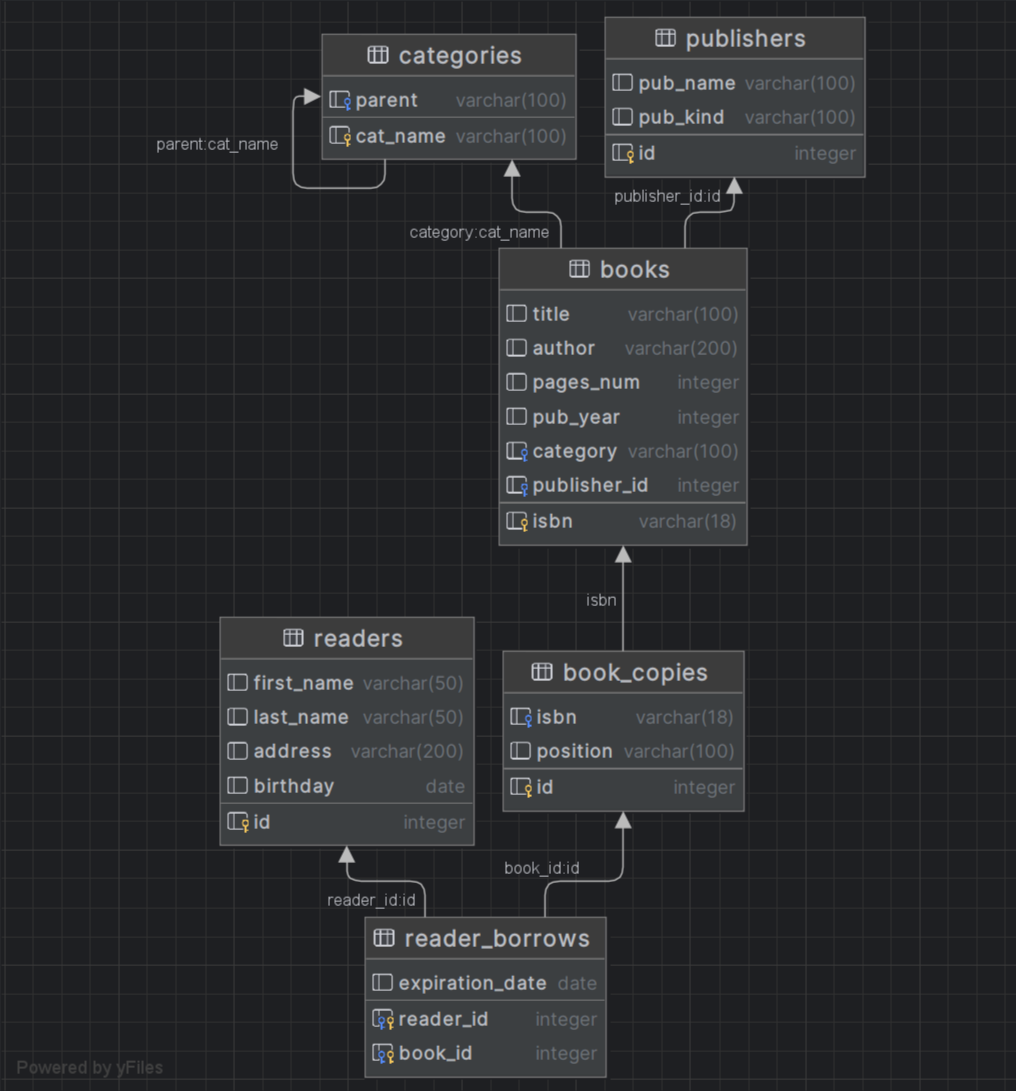 categories
parent varchar(100)
cat_name varchar(100)
parent:cat_name
publishers
pub_name varchar(100)
pub_kind varchar(100)
id integer
publisher_id:id
category:cat_name
books
title varchar(100)
author varchar(200)
pages_num integer
pub_year integer
category varchar(100)
publisher_id integer
isbn varchar(18)
isbn
readers
first_name varchar(50)
last_name varchar(50)
address varchar(200)
birthday date
id integer
book_copies
isbn varchar(18)
position varchar(100)
id integer
book_id:id
reader_id:id
reader_borrows
expiration_date date
reader_id integer
book_id integer
Powered by yFiles